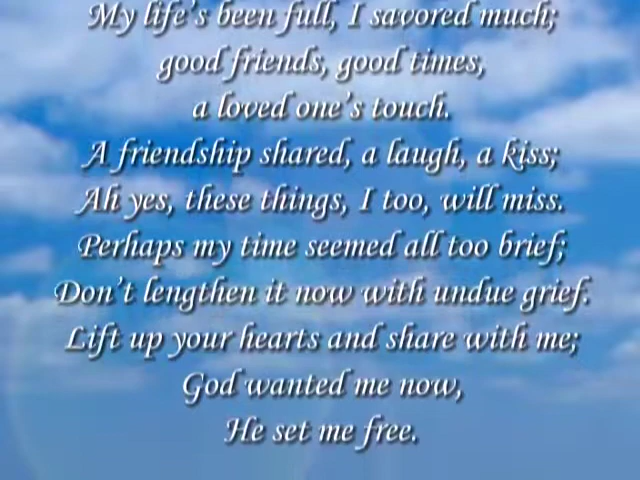 My life's been full, I savored much;
good friends, good times,
a loved one's touch.
A friendship shared, a laugh, a kiss;
Ah yes, these things, I too, will miss.
Perhaps my time seemed all too brief;
Don't lengthen it now with undue grief.
Lift up your hearts and share with me;
God wanted me now,
He set me free.